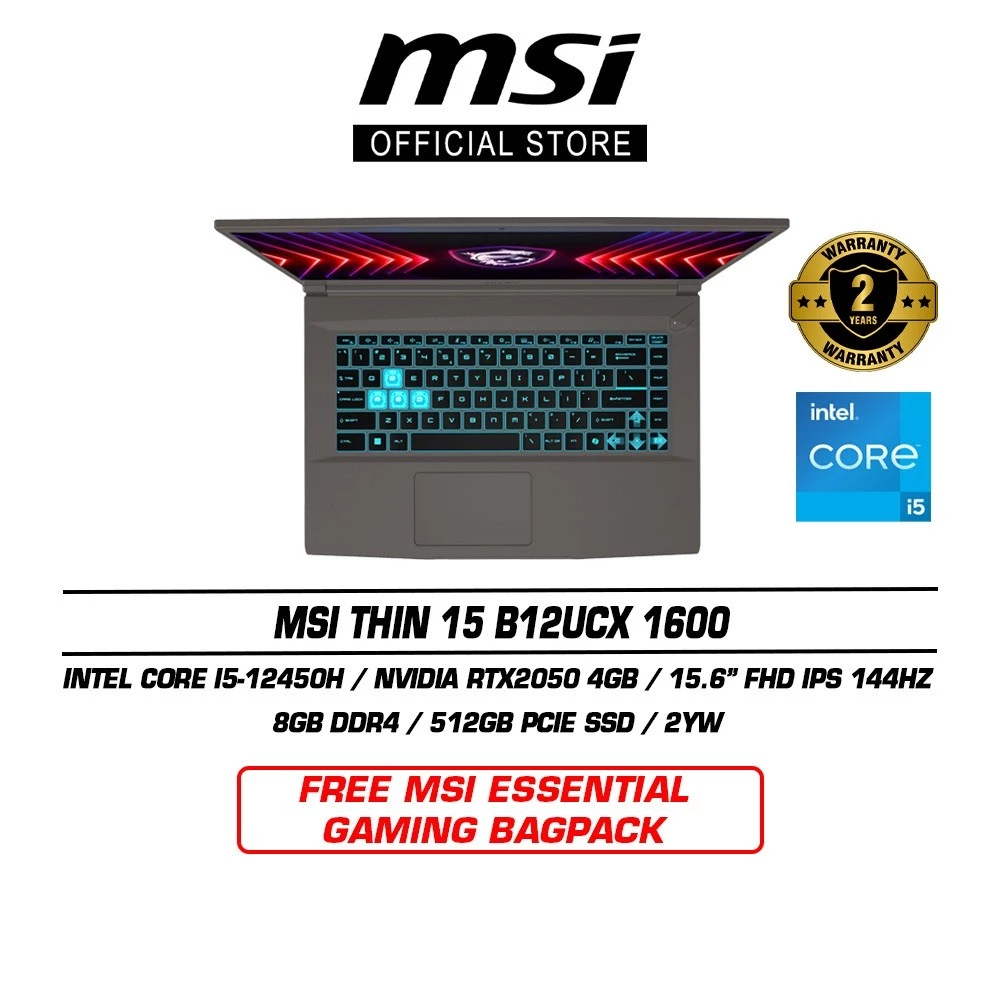 msi
OFFICIAL STORE
WARRANTY
2
YEARS
WARRANTY
intel.
CORE
i5
MSI THIN 15 B12UCX 1600
INTEL CORE I5-12450H / NVIDIA RTX2050 4GB / 15.6” FHD IPS 144HZ
8GB DDR4 / 512GB PCIE SSD / 2YW
FREE MSI ESSENTIAL
GAMING BAGPACK